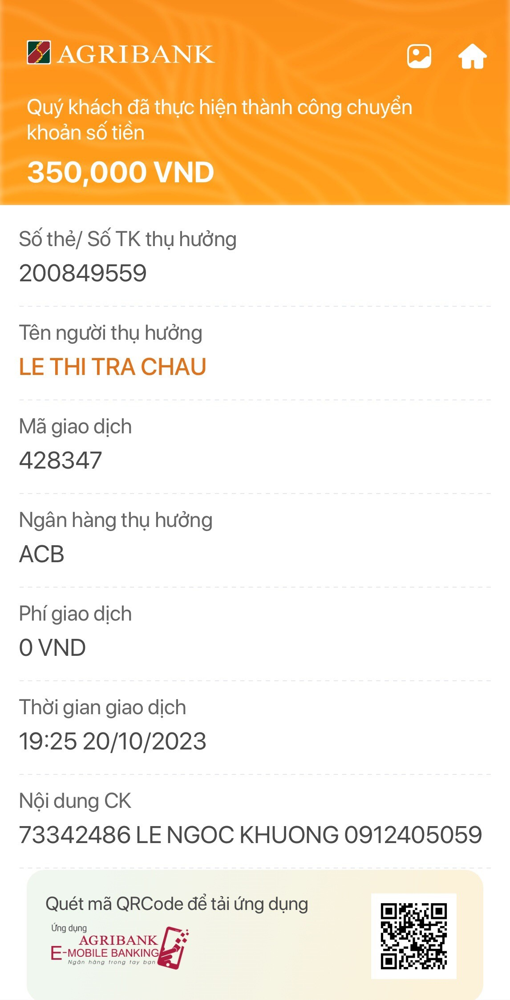 AGRIBANK
Quý khách đã thực hiện thành công chuyển
khoản số tiền
350,000 VND
Số thẻ/ Số TK thụ hưởng
200849559
Tên người thụ hưởng
LE THI TRA CHAU
Mã giao dịch
428347
Ngân hàng thụ hưởng
ACB
Phí giao dịch
0 VND
Thời gian giao dịch
19:25 20/10/2023
Nội dung CK
73342486 LE NGOC KHUONG 0912405059
Quét mã QRCode để tải ứng dụng
Ứng dụng
AGRIBANK
E-MOBILE BANKING
Ngân hàng trong tay bạn